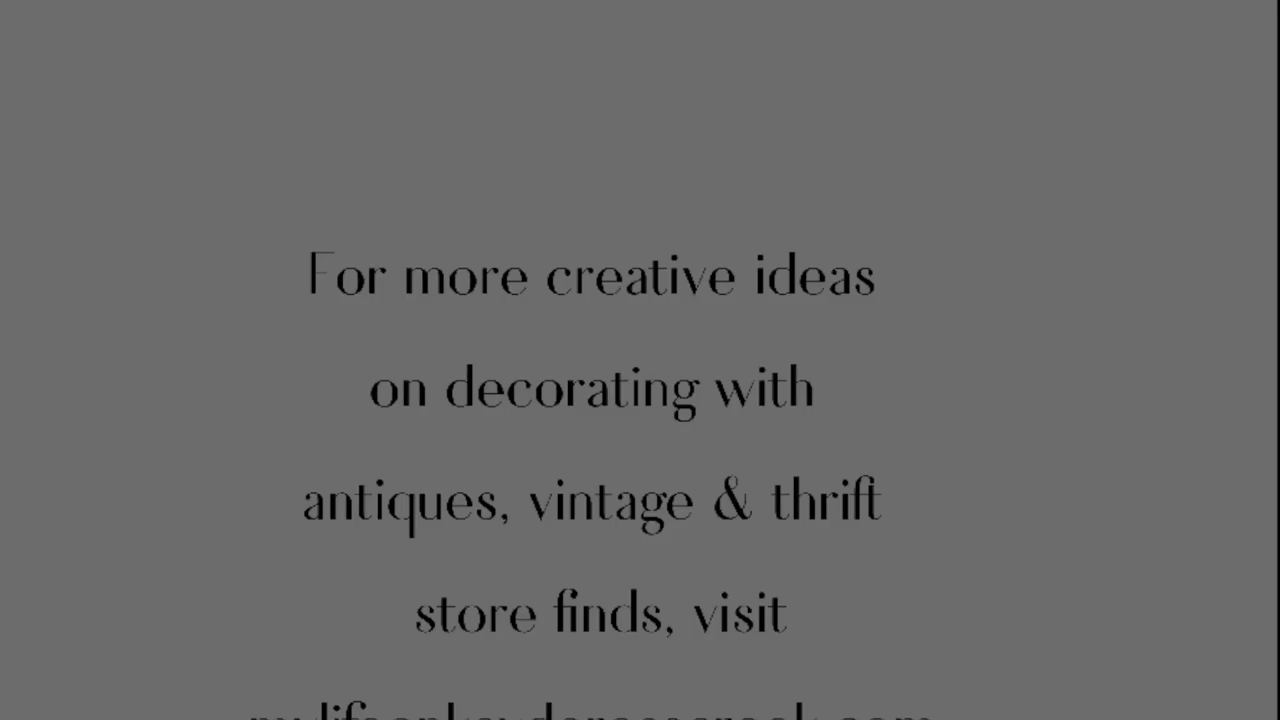 For more creative ideas
on decorating with
antiques, vintage & thrift
store finds, visit